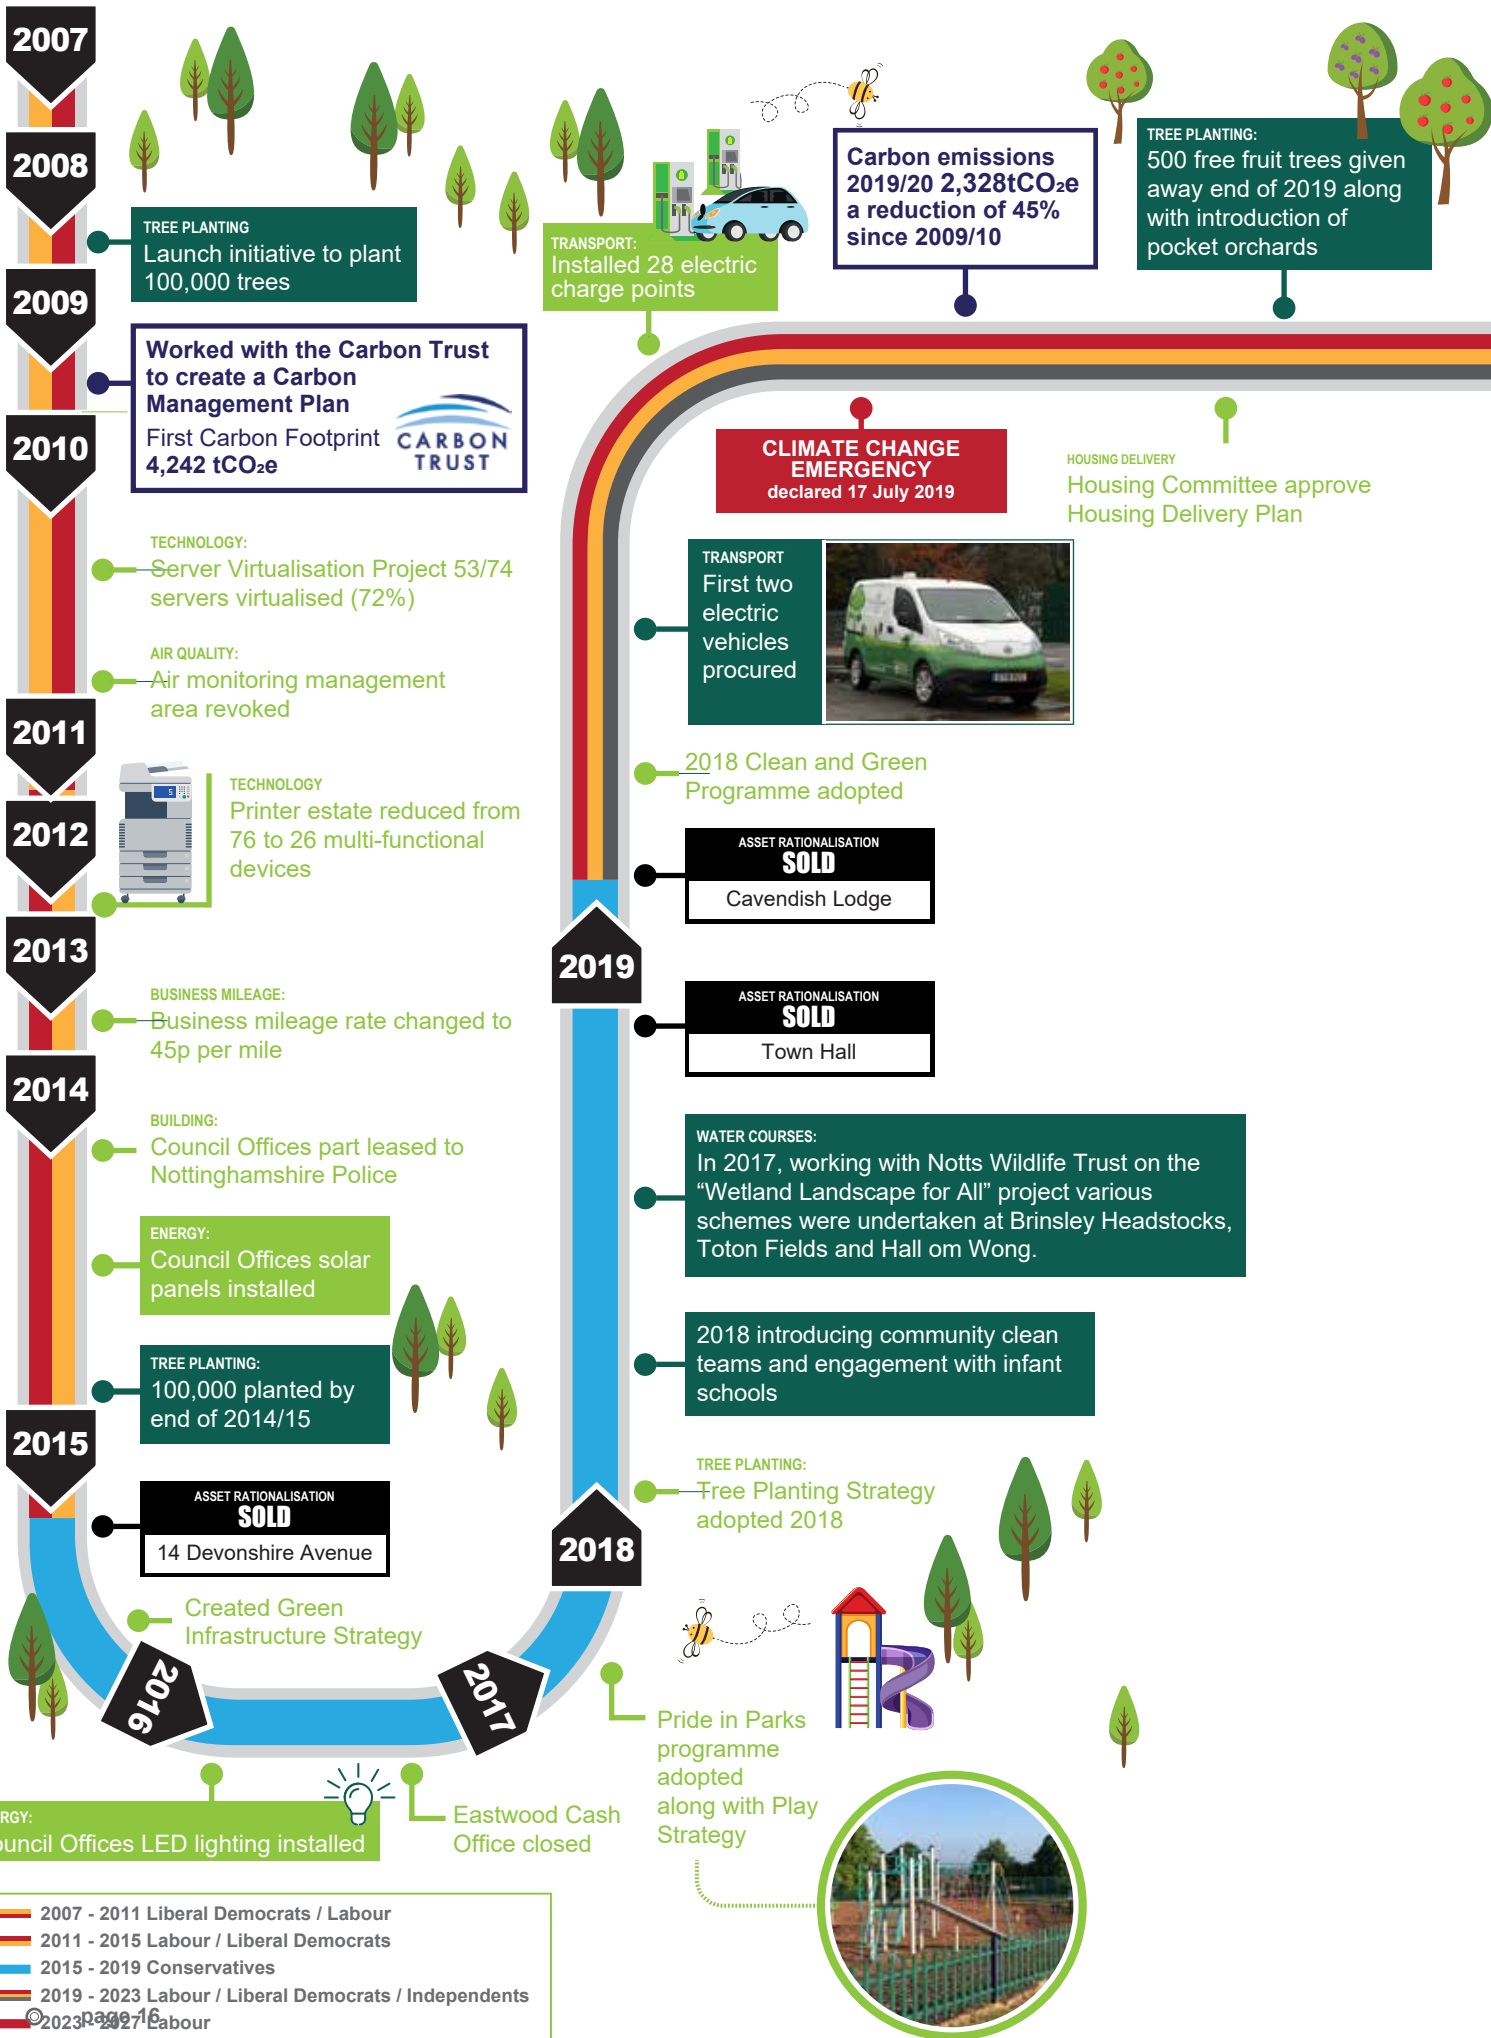 2007
2008
TREE PLANTING
Launch initiative to plant
100,000 trees
2009
Worked with the Carbon Trust
to create a Carbon
Management Plan
First Carbon Footprint
4,242 tCO₂e
CARBON
TRUST
2010
TECHNOLOGY:
Server Virtualisation Project 53/74
servers virtualised (72%)
AIR QUALITY:
Air monitoring management
area revoked
2011
TECHNOLOGY
Printer estate reduced from
76 to 26 multi-functional
devices
2012
2013
BUSINESS MILEAGE:
Business mileage rate changed to
45p per mile
2014
BUILDING:
Council Offices part leased to
Nottinghamshire Police
ENERGY:
Council Offices solar
panels installed
TREE PLANTING:
100,000 planted by
end of 2014/15
2015
ASSET RATIONALISATION
SOLD
14 Devonshire Avenue
Created Green
Infrastructure Strategy
2016
RGY:
uncil Offices LED lighting installed
Eastwood Cash
Office closed
2017
Pride in Parks
programme
adopted
along with Play
Strategy
2018
TREE PLANTING:
Tree Planting Strategy
adopted 2018
2018 introducing community clean
teams and engagement with infant
schools
WATER COURSES:
In 2017, working with Notts Wildlife Trust on the
“Wetland Landscape for All” project various
schemes were undertaken at Brinsley Headstocks,
Toton Fields and Hall om Wong.
ASSET RATIONALISATION
SOLD
Town Hall
2019
ASSET RATIONALISATION
SOLD
Cavendish Lodge
2018 Clean and Green
Programme adopted
TRANSPORT
First two
electric
vehicles
procured
TRANSPORT:
Installed 28 electric
charge points
CLIMATE CHANGE
EMERGENCY
declared 17 July 2019
Carbon emissions
2019/20 2,328tCO₂e
a reduction of 45%
since 2009/10
HOUSING DELIVERY
Housing Committee approve
Housing Delivery Plan
TREE PLANTING:
500 free fruit trees given
away end of 2019 along
with introduction of
pocket orchards
2007 - 2011 Liberal Democrats / Labour
2011 - 2015 Labour / Liberal Democrats
2015 - 2019 Conservatives
2019 - 2023 Labour / Liberal Democrats / Independents
2023 - 2027 Labour
page 16